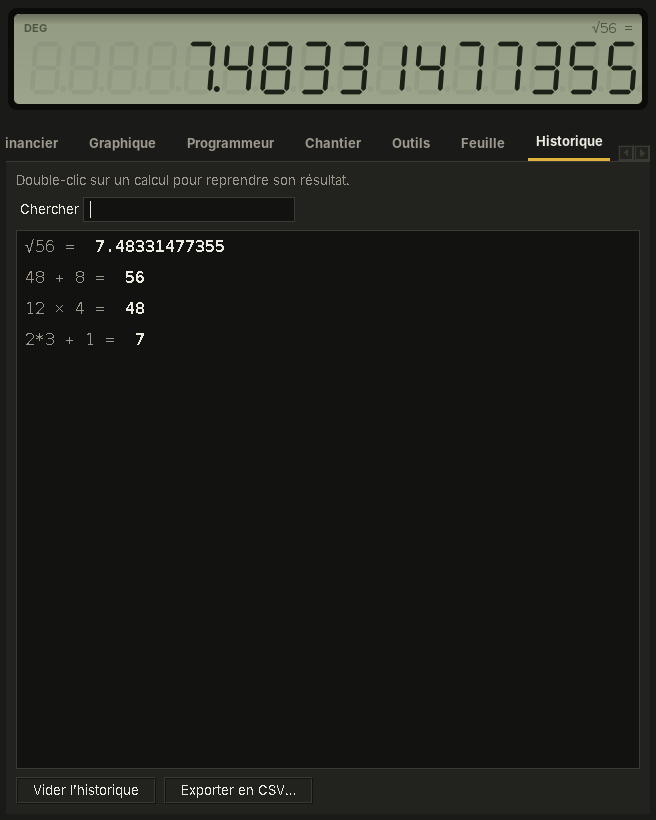 DEG √56 =
7.48331477355
inancier Graphique Programmeur Chantier Outils Feuille Historique
Double-clic sur un calcul pour reprendre son résultat.
Chercher
√56 = 7.48331477355
48 + 8 = 56
12 × 4 = 48
2*3 + 1 = 7
Vider l'historique Exporter en CSV...